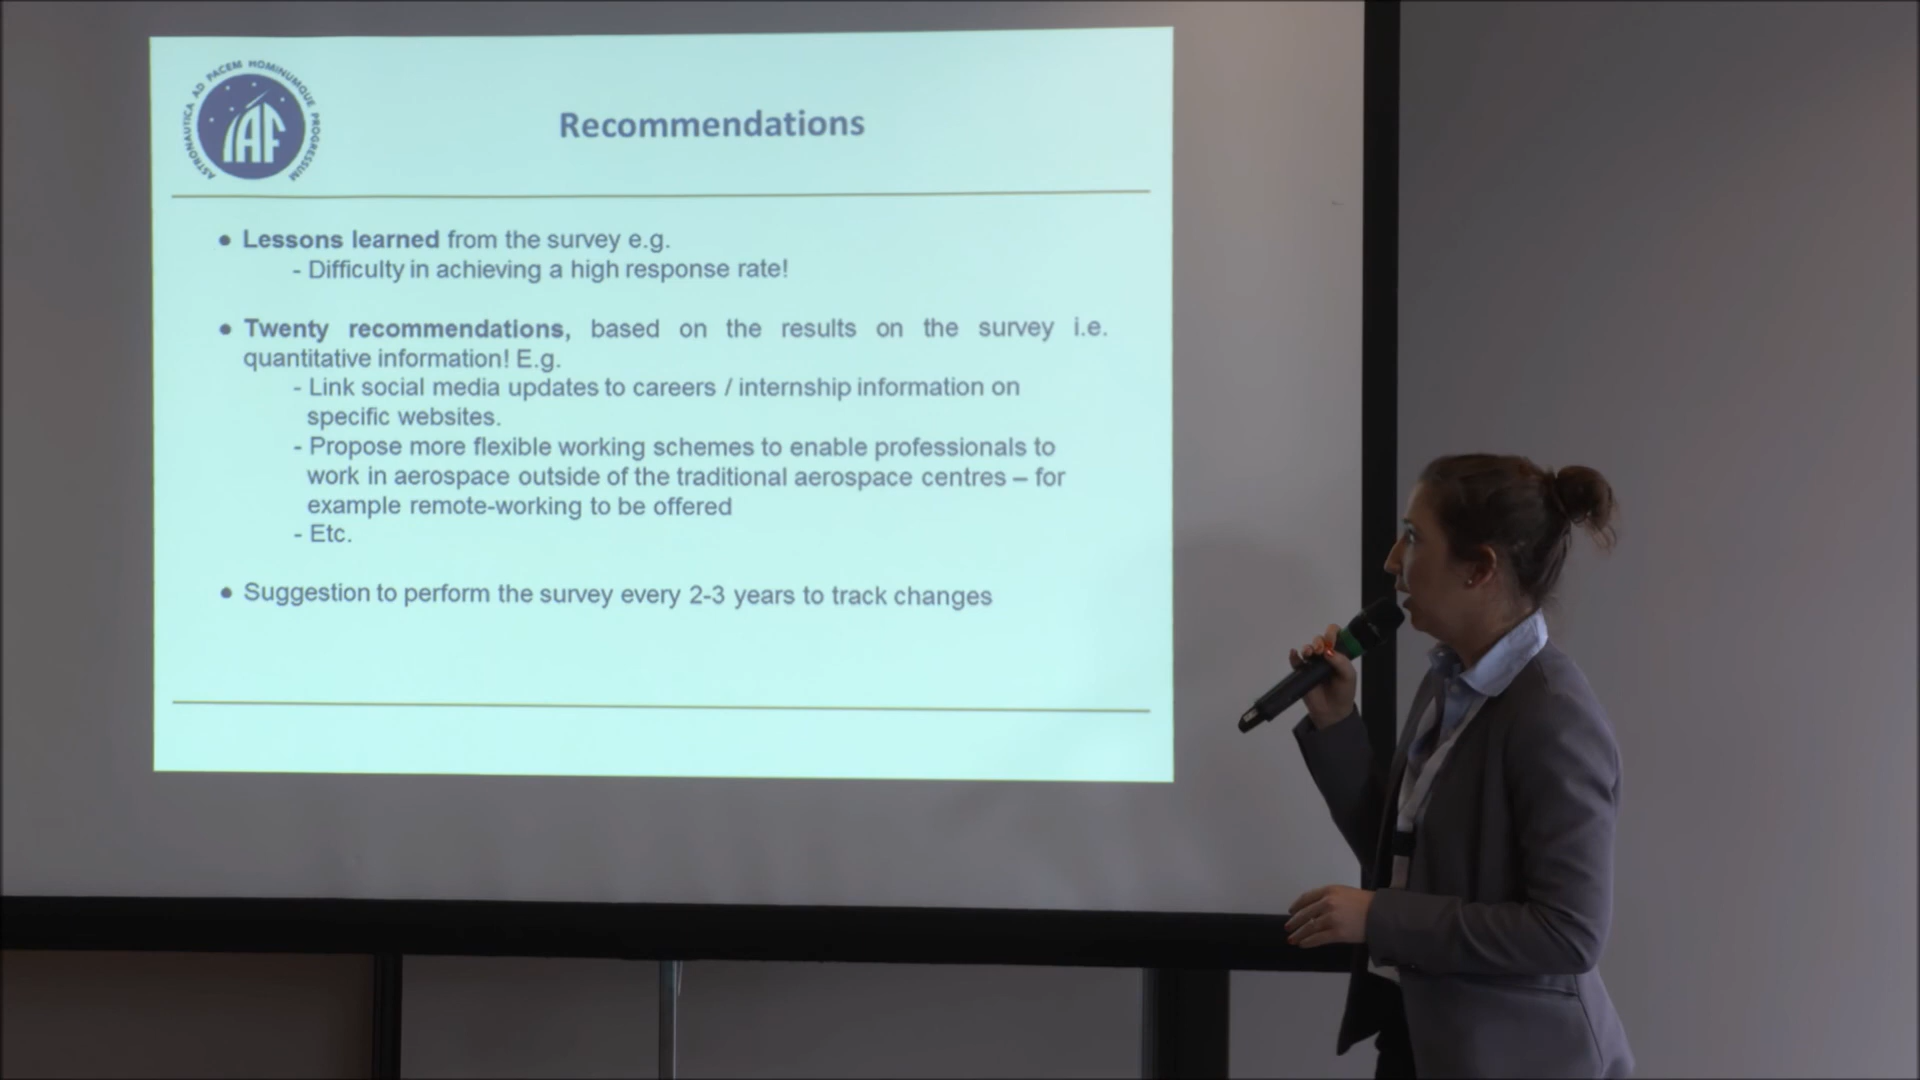 ASTRONAUTICA AD PACEM HOMINUMQUE PROGRESSUM
IAF
Recommendations
● Lessons learned from the survey e.g.
- Difficulty in achieving a high response rate!
● Twenty recommendations, based on the results on the survey i.e.
quantitative information! E.g.
- Link social media updates to careers / internship information on
specific websites.
- Propose more flexible working schemes to enable professionals to
work in aerospace outside of the traditional aerospace centres – for
example remote-working to be offered
- Etc.
● Suggestion to perform the survey every 2-3 years to track changes